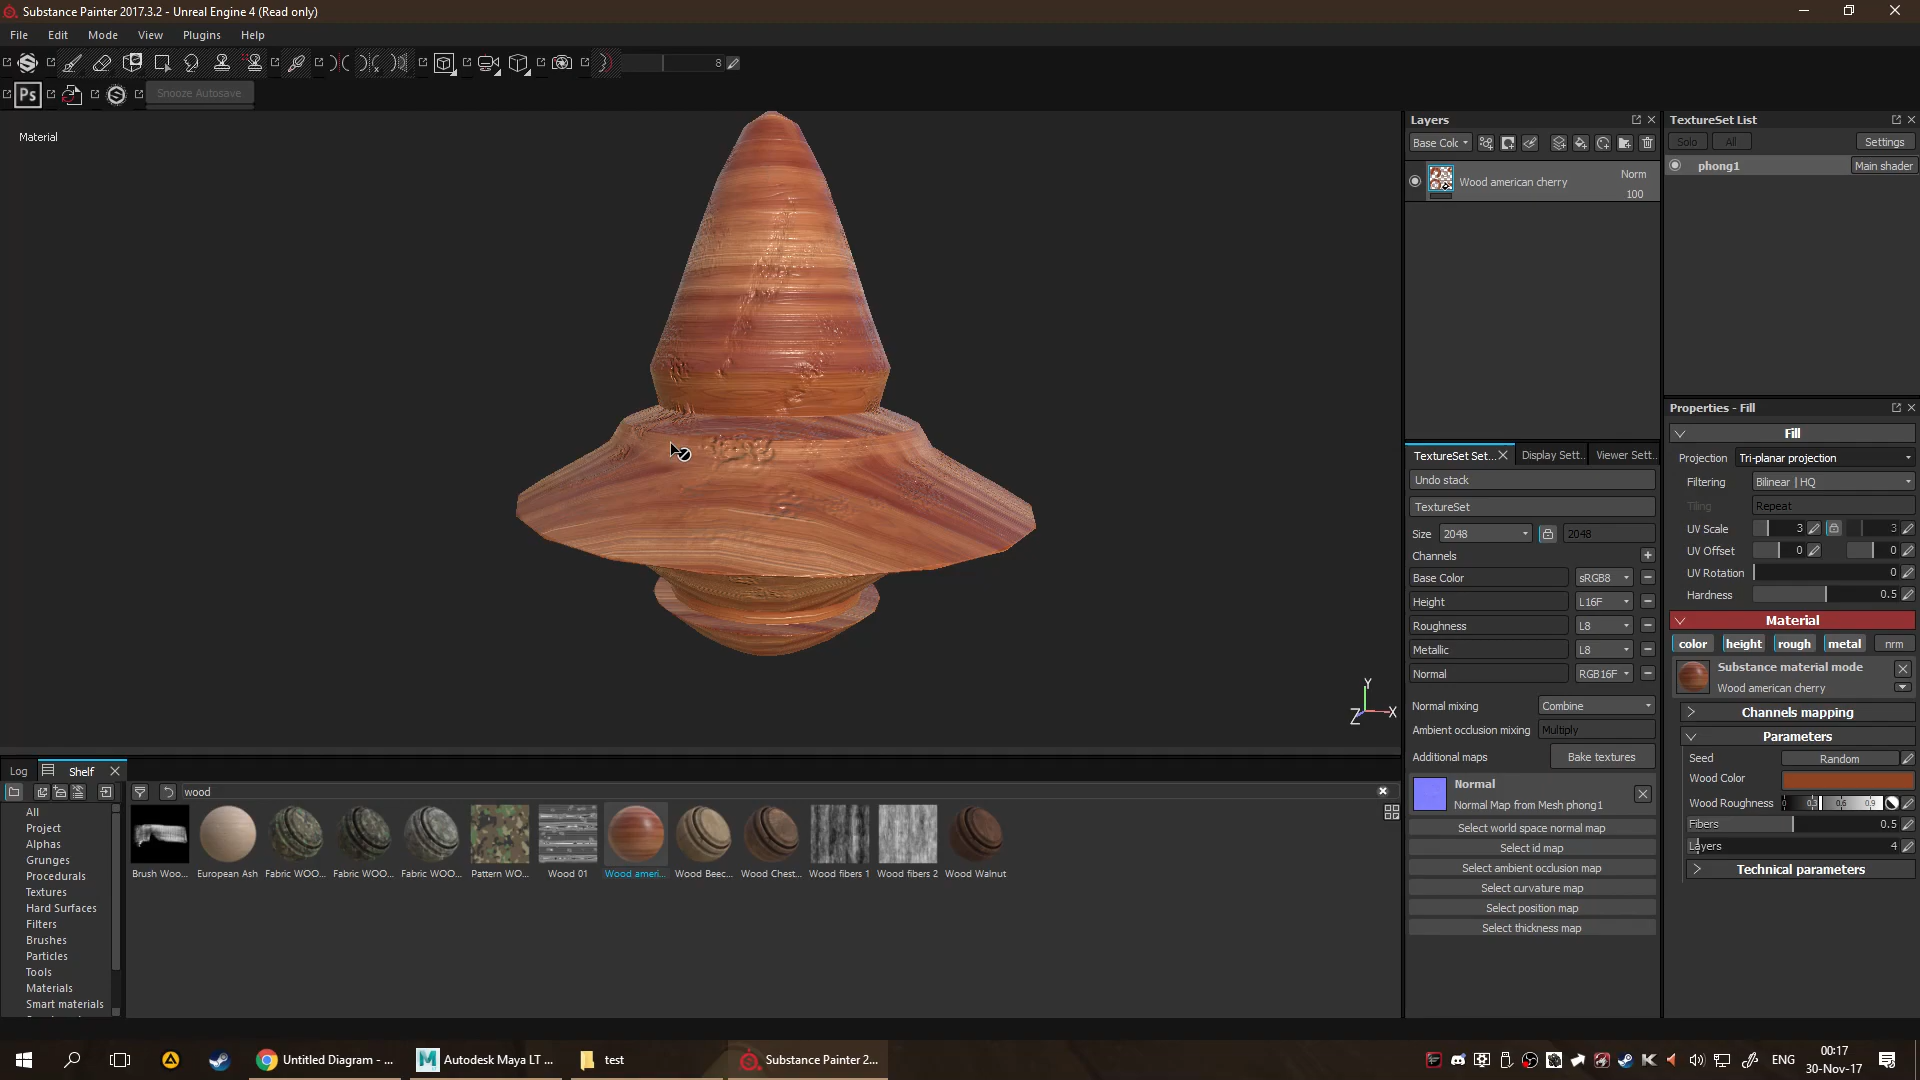 Substance Painter 2017.3.2 - Unreal Engine 4 (Read only)
File Edit Mode View Plugins Help
8
Ps Snooze Autosave
Material
Layers
Base Colc
Wood american cherry
Norm
100
TextureSet List
Solo All Settings
phong1 Main shader
TextureSet Set... Display Sett.. Viewer Sett..
Undo stack
TextureSet
Size 2048 2048
Channels
Base Color sRGB8
Height L16F
Roughness L8
Metallic L8
Normal RGB16F
Normal mixing Combine
Ambient occlusion mixing Multiply
Additional maps Bake textures
Normal
Normal Map from Mesh phong1
Select world space normal map
Select id map
Select ambient occlusion map
Select curvature map
Select position map
Select thickness map
Properties - Fill
Fill
Projection Tri-planar projection
Filtering Bilinear | HQ
Tiling Repeat
UV Scale 3 3
UV Offset 0 0
UV Rotation 0
Hardness 0.5
Material
color height rough metal nrm
Substance material mode
Wood american cherry
Channels mapping
Parameters
Seed Random
Wood Color
Wood Roughness 0 0.3 0.6 0.9
Fibers 0.5
Layers 4
Technical parameters
Y
Z X
Log Shelf
wood
All
Project
Alphas
Grunges
Procedurals
Textures
Hard Surfaces
Filters
Brushes
Particles
Tools
Materials
Smart materials
Brush Woo... European Ash Fabric WOO... Fabric WOO... Fabric WOO... Pattern WO... Wood 01 Wood ameri... Wood Beec... Wood Chest... Wood fibers 1 Wood fibers 2 Wood Walnut
Untitled Diagram - ... Autodesk Maya LT ... test Substance Painter 2...
ENG
00:17
30-Nov-17